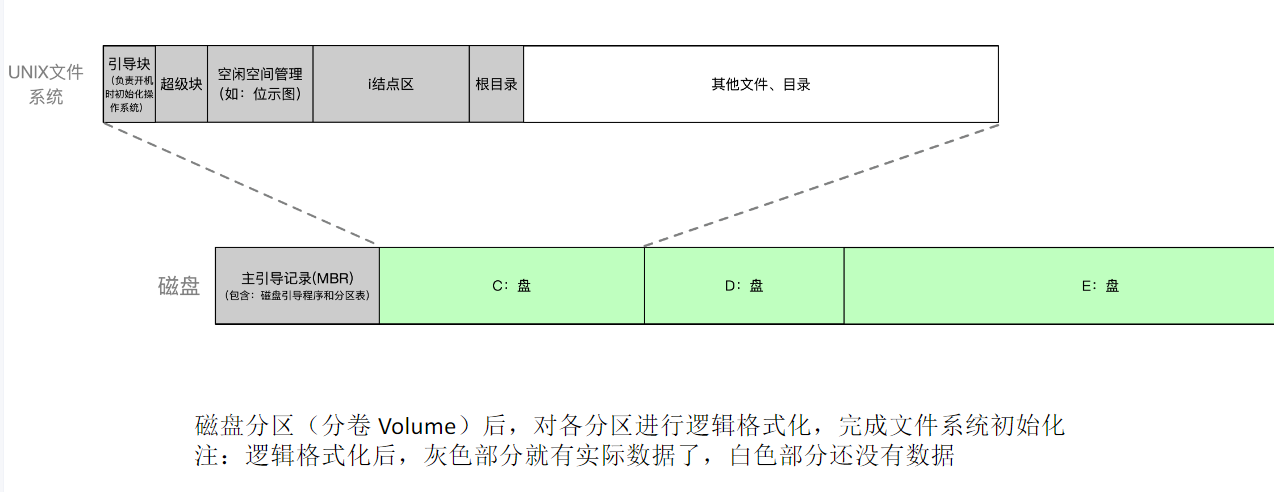 UNIX文件
系统
引导块
（负责开机
时初始化操
作系统）
超级块
空闲空间管理
（如：位示图）
i结点区
根目录
其他文件、目录
磁盘
主引导记录(MBR)
（包含：磁盘引导程序和分区表）
C：盘
D：盘
E：盘
磁盘分区（分卷 Volume）后，对各分区进行逻辑格式化，完成文件系统初始化
注：逻辑格式化后，灰色部分就有实际数据了，白色部分还没有数据